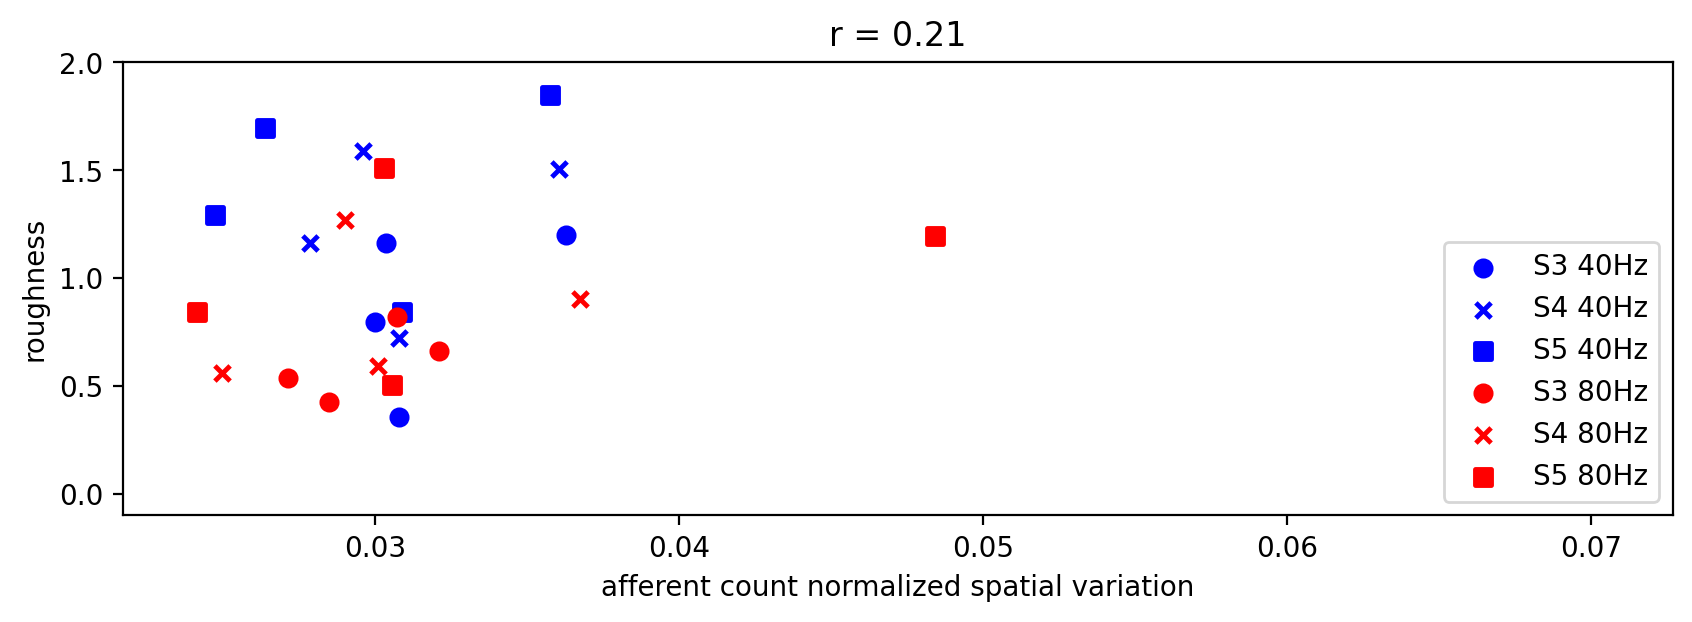 r = 0.21
2.0
1.5
1.0
0.5
0.0
roughness
S3 40Hz
S4 40Hz
S5 40Hz
S3 80Hz
S4 80Hz
S5 80Hz
0.03 0.04 0.05 0.06 0.07
afferent count normalized spatial variation